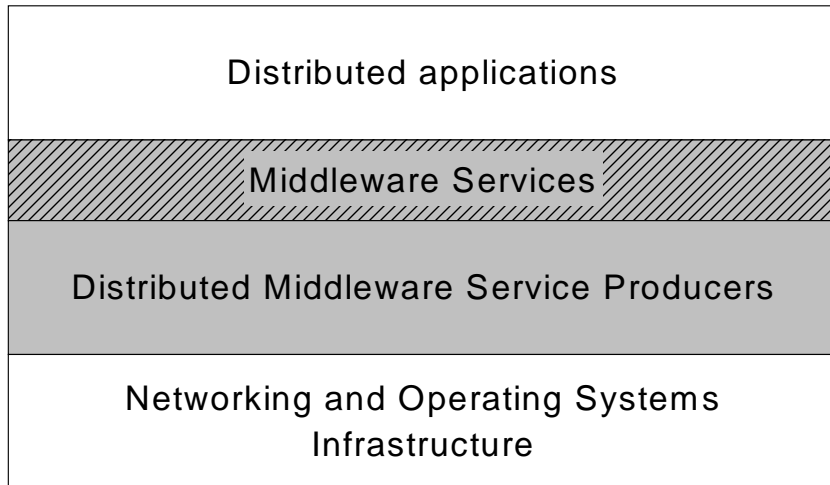 Distributed applications
Middleware Services
Distributed Middleware Service Producers
Networking and Operating Systems
Infrastructure